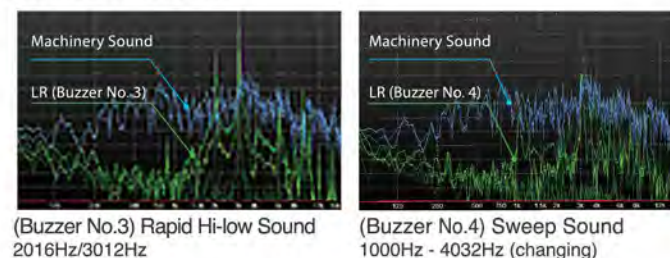 Machinery Sound
LR (Buzzer No.3)
(Buzzer No.3) Rapid Hi-low Sound
2016Hz/3012Hz
Machinery Sound
LR (Buzzer No. 4)
(Buzzer No.4) Sweep Sound
1000Hz - 4032Hz (changing)